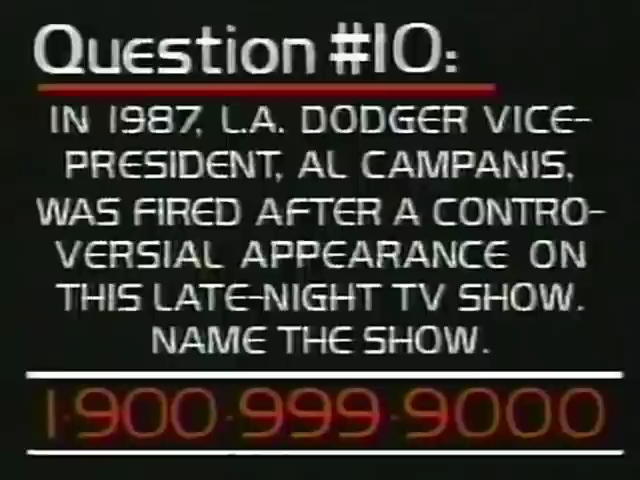 Question #10:
IN 1987, L.A. DODGER VICE-
PRESIDENT, AL CAMPANIS,
WAS FIRED AFTER A CONTRO-
VERSIAL APPEARANCE ON
THIS LATE-NIGHT TV SHOW.
NAME THE SHOW.
1-900-999-9000